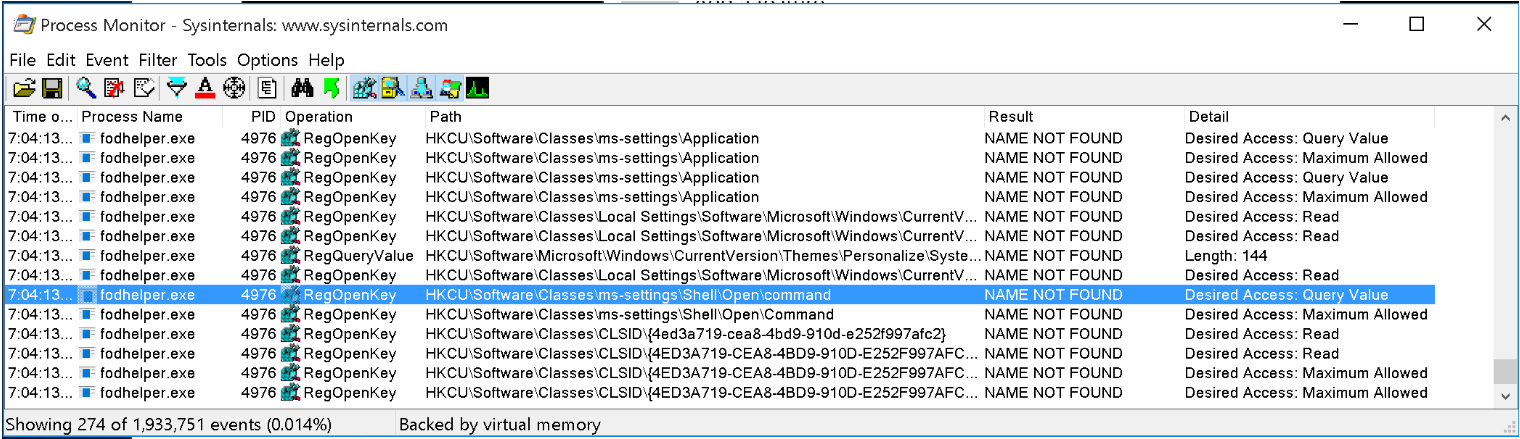 Process Monitor - Sysinternals: www.sysinternals.com
File Edit Event Filter Tools Options Help
Time o... Process Name PID Operation Path Result Detail
7:04:13... fodhelper.exe 4976 RegOpenKey HKCU\Software\Classes\ms-settings\Application NAME NOT FOUND Desired Access: Query Value
7:04:13... fodhelper.exe 4976 RegOpenKey HKCU\Software\Classes\ms-settings\Application NAME NOT FOUND Desired Access: Maximum Allowed
7:04:13... fodhelper.exe 4976 RegOpenKey HKCU\Software\Classes\ms-settings\Application NAME NOT FOUND Desired Access: Query Value
7:04:13... fodhelper.exe 4976 RegOpenKey HKCU\Software\Classes\ms-settings\Application NAME NOT FOUND Desired Access: Maximum Allowed
7:04:13... fodhelper.exe 4976 RegOpenKey HKCU\Software\Classes\Local Settings\Software\Microsoft\Windows\CurrentV... NAME NOT FOUND Desired Access: Read
7:04:13... fodhelper.exe 4976 RegOpenKey HKCU\Software\Classes\Local Settings\Software\Microsoft\Windows\CurrentV... NAME NOT FOUND Desired Access: Read
7:04:13... fodhelper.exe 4976 RegQueryValue HKCU\Software\Microsoft\Windows\CurrentVersion\Themes\Personalize\Syste... NAME NOT FOUND Length: 144
7:04:13... fodhelper.exe 4976 RegOpenKey HKCU\Software\Classes\Local Settings\Software\Microsoft\Windows\CurrentV... NAME NOT FOUND Desired Access: Read
7:04:13... fodhelper.exe 4976 RegOpenKey HKCU\Software\Classes\ms-settings\Shell\Open\command NAME NOT FOUND Desired Access: Query Value
7:04:13... fodhelper.exe 4976 RegOpenKey HKCU\Software\Classes\ms-settings\Shell\Open\Command NAME NOT FOUND Desired Access: Maximum Allowed
7:04:13... fodhelper.exe 4976 RegOpenKey HKCU\Software\Classes\CLSID\{4ed3a719-cea8-4bd9-910d-e252f997afc2} NAME NOT FOUND Desired Access: Read
7:04:13... fodhelper.exe 4976 RegOpenKey HKCU\Software\Classes\CLSID\{4ED3A719-CEA8-4BD9-910D-E252F997AFC... NAME NOT FOUND Desired Access: Read
7:04:13... fodhelper.exe 4976 RegOpenKey HKCU\Software\Classes\CLSID\{4ED3A719-CEA8-4BD9-910D-E252F997AFC... NAME NOT FOUND Desired Access: Maximum Allowed
7:04:13... fodhelper.exe 4976 RegOpenKey HKCU\Software\Classes\CLSID\{4ED3A719-CEA8-4BD9-910D-E252F997AFC... NAME NOT FOUND Desired Access: Maximum Allowed
Showing 274 of 1,933,751 events (0.014%) Backed by virtual memory